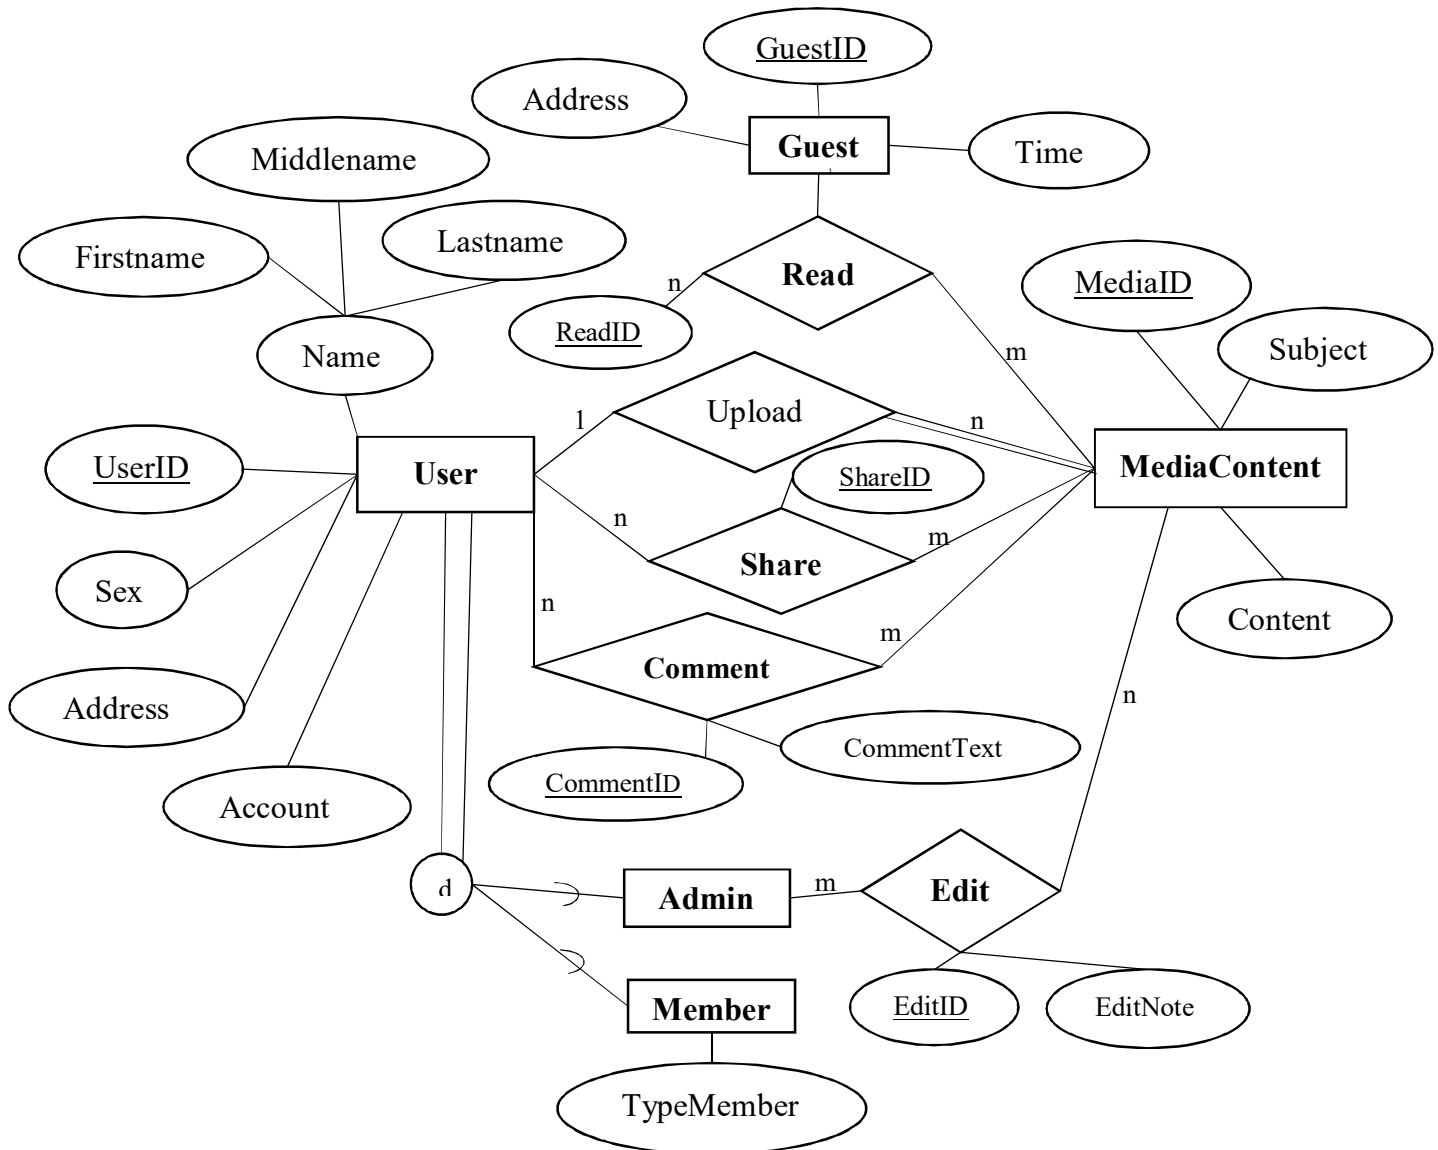 GuestID
Address
Guest
Time
Middlename
Firstname
Lastname
Read
n
ReadID
MediaID
m
Subject
Name
Upload
1
n
User
UserID
ShareID
MediaContent
n
m
Share
Sex
n
m
Content
Comment
Address
n
CommentText
CommentID
Account
d
Admin
m
Edit
Member
EditID
EditNote
TypeMember